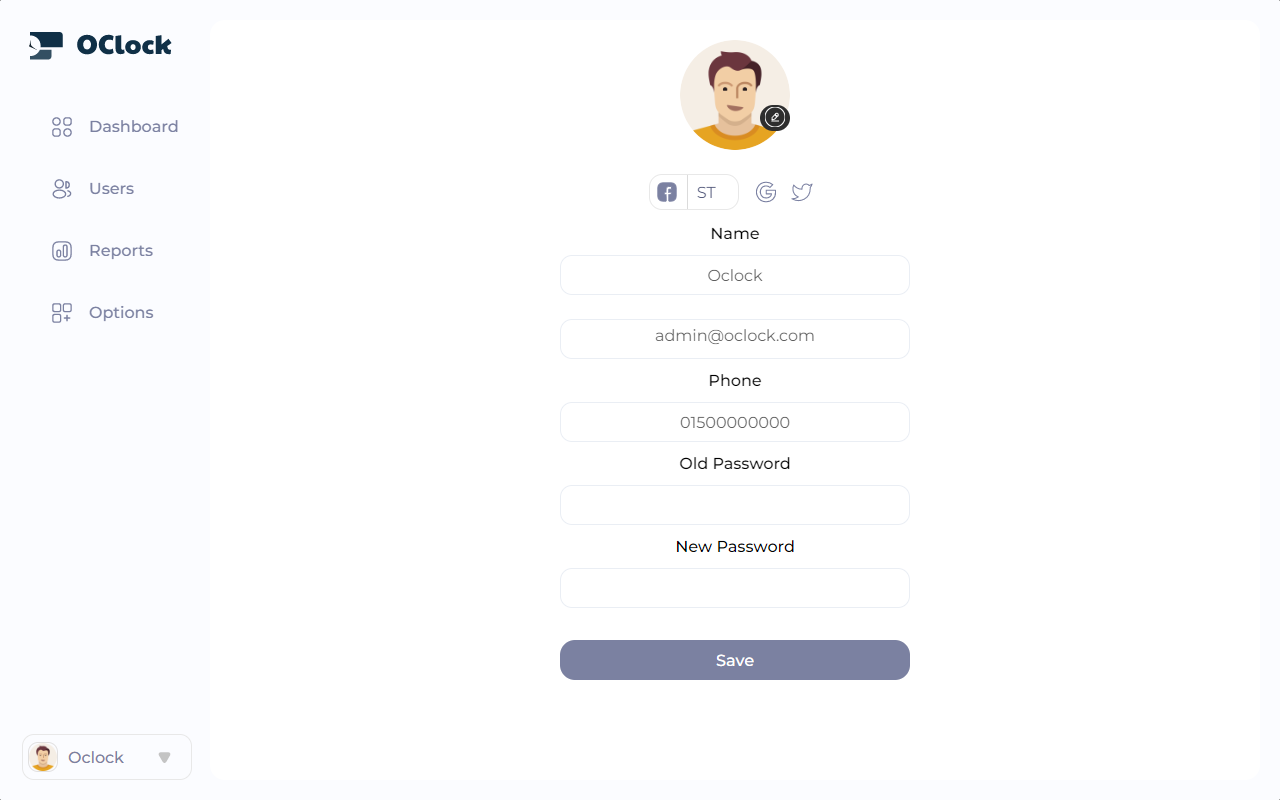 OClock
Dashboard
Users
Reports
Options
Oclock
ST
Name
Oclock
admin@oclock.com
Phone
01500000000
Old Password
New Password
Save